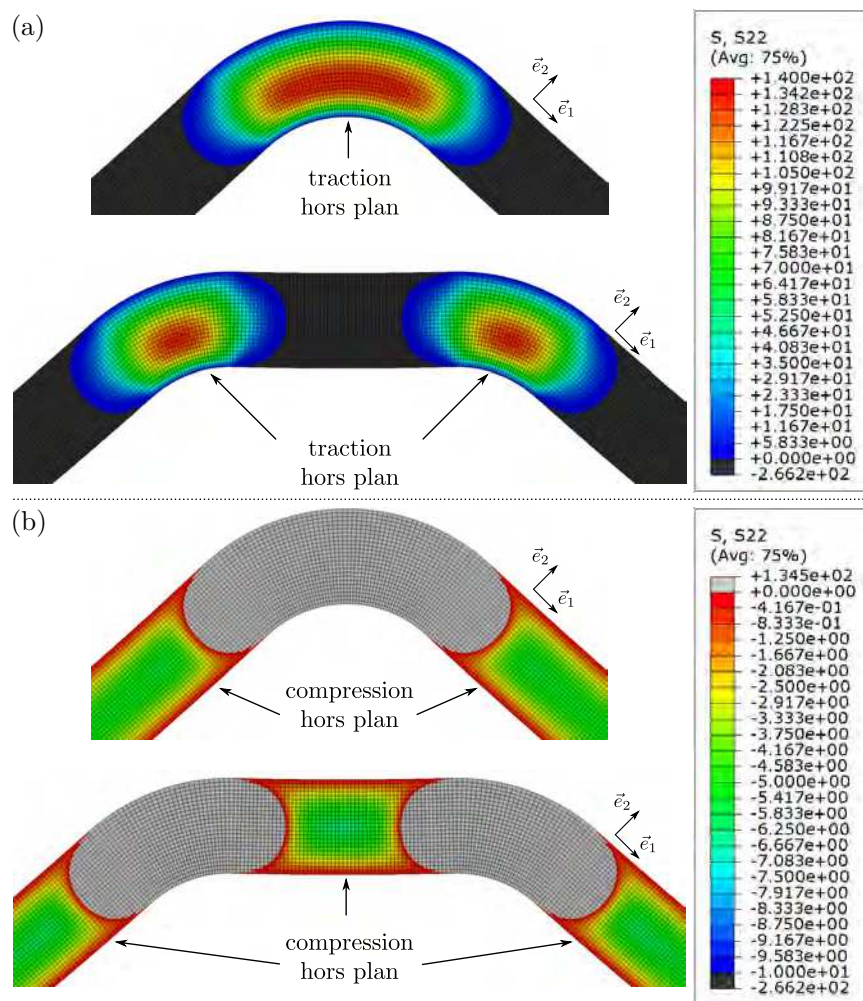 (a)
S, S22
(Avg: 75%)
+1.400e+02
+1.342e+02
+1.283e+02
+1.225e+02
+1.167e+02
+1.108e+02
+1.050e+02
+9.917e+01
+9.333e+01
+8.750e+01
+8.167e+01
+7.583e+01
+7.000e+01
+6.417e+01
+5.833e+01
+5.250e+01
+4.667e+01
+4.083e+01
+3.500e+01
+2.917e+01
+2.333e+01
+1.750e+01
+1.167e+01
+5.833e+00
+0.000e+00
-2.662e+02
e⃗₂
e⃗₁
traction
hors plan
e⃗₂
e⃗₁
traction
hors plan
(b)
S, S22
(Avg: 75%)
+1.345e+02
+0.000e+00
-4.167e-01
-8.333e-01
-1.250e+00
-1.667e+00
-2.083e+00
-2.500e+00
-2.917e+00
-3.333e+00
-3.750e+00
-4.167e+00
-4.583e+00
-5.000e+00
-5.417e+00
-5.833e+00
-6.250e+00
-6.667e+00
-7.083e+00
-7.500e+00
-7.917e+00
-8.333e+00
-8.750e+00
-9.167e+00
-9.583e+00
-1.000e+01
-2.662e+02
e⃗₂
e⃗₁
compression
hors plan
e⃗₂
e⃗₁
compression
hors plan